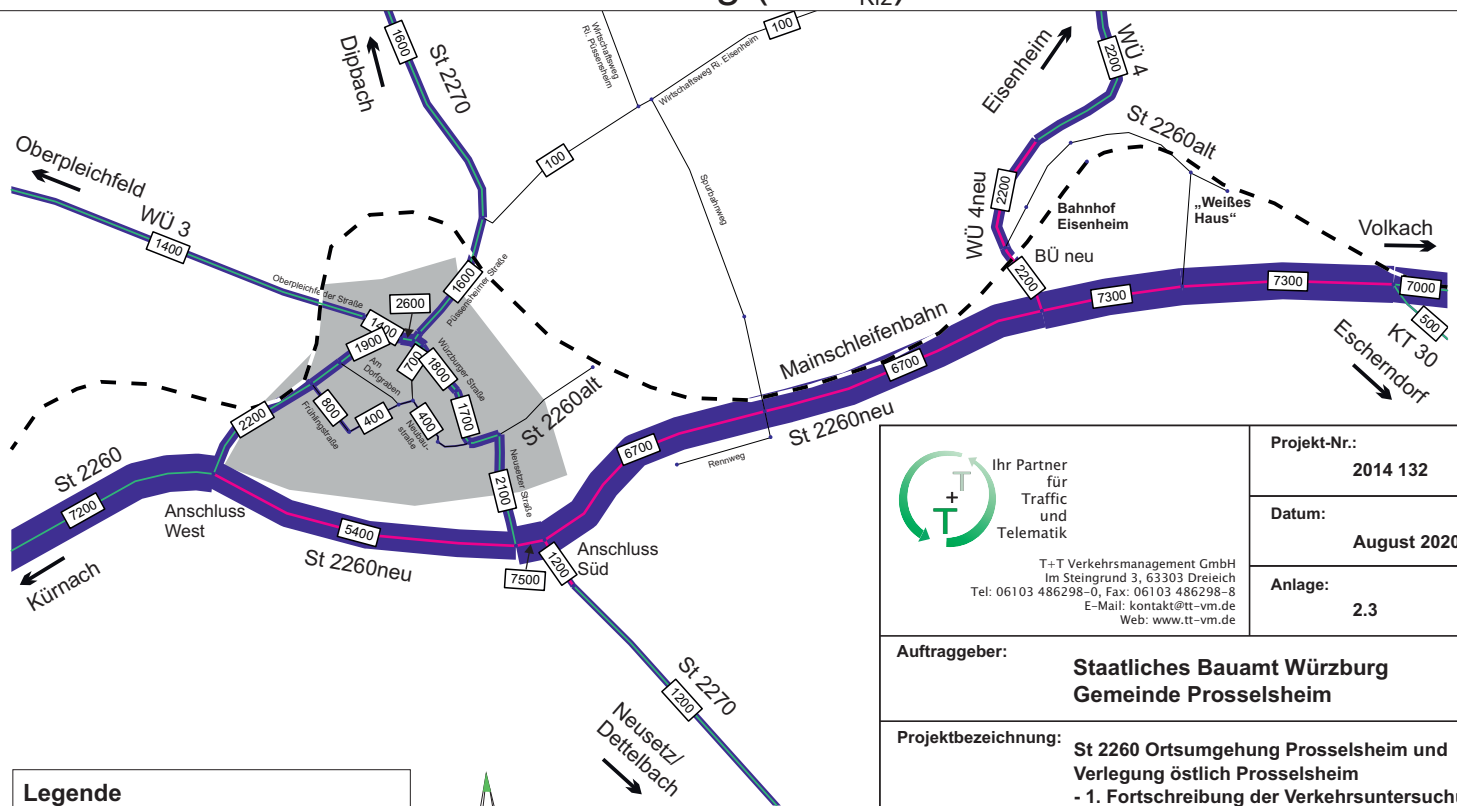 100
1600
Dipbach
St 2270
Wirtschaftsweg
Ri. Püssensheim
Wirtschaftsweg Ri. Eisenheim
100
Eisenheim
2200
WÜ 4
St 2260alt
Oberpleichfeld
WÜ 3
1400
Spurbahnweg
2200
WÜ 4neu
Bahnhof
Eisenheim
„Weißes
Haus“
Volkach
BÜ neu
2200
7300
7300
7000
500
KT 30
Escherndorf
Oberpleichfelder Straße
2600
1600
Püssensheimer Straße
1400
1900
700
1800
Würzburger Straße
Am
Dorfgraben
1700
2200
800
Frühlingstraße
400
400
Neubau-
straße
St 2260alt
Mainschleifenbahn
6700
St 2260neu
6700
Rennweg
St 2260
7200
Kürnach
Anschluss
West
5400
St 2260neu
2100
Neusetzer Straße
7500
1200
Anschluss
Süd
St 2270
1200
Neusetz/
Dettelbach
Ihr Partner
für
Traffic
und
Telematik
T+T
T+T Verkehrsmanagement GmbH
Im Steingrund 3, 63303 Dreieich
Tel: 06103 486298-0, Fax: 06103 486298-8
E-Mail: kontakt@tt-vm.de
Web: www.tt-vm.de
Projekt-Nr.:
2014 132
Datum:
August 2020
Anlage:
2.3
Auftraggeber:
Staatliches Bauamt Würzburg
Gemeinde Prosselsheim
Projektbezeichnung:
St 2260 Ortsumgehung Prosselsheim und
Verlegung östlich Prosselsheim
- 1. Fortschreibung der
Legende